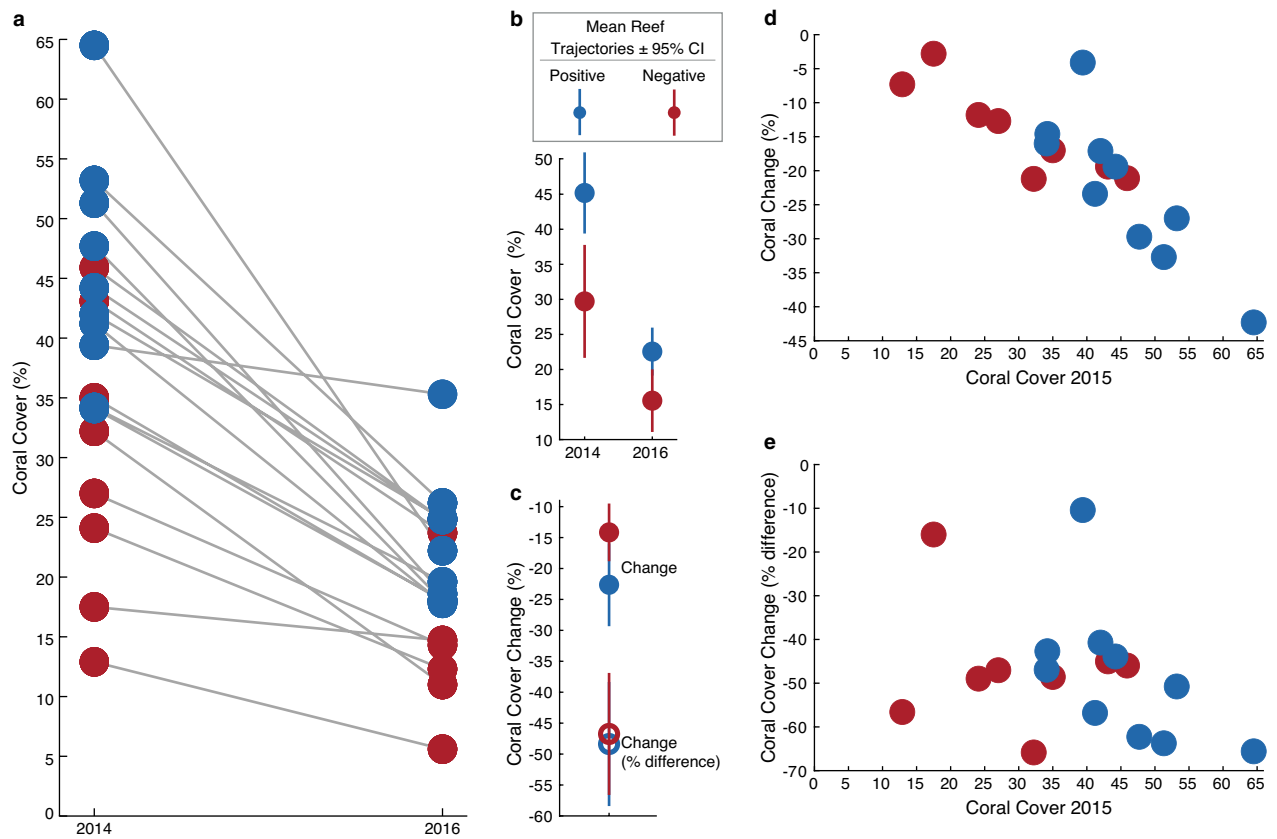 a
65
60
55
50
45
40
35
30
25
20
15
10
5
0
Coral Cover (%)
2014
2016
b
Mean Reef
Trajectories ± 95% CI
Positive
Negative
50
45
40
35
30
25
20
15
10
Coral Cover (%)
2014
2016
c
-10
-15
-20
-25
-30
-35
-40
-45
-50
-55
-60
Coral Cover Change (%)
Change
Change
(% difference)
d
0
-5
-10
-15
-20
-25
-30
-35
-40
-45
Coral Change (%)
0 5 10 15 20 25 30 35 40 45 50 55 60 65
Coral Cover 2015
e
0
-10
-20
-30
-40
-50
-60
-70
Coral Cover Change (% difference)
0 5 10 15 20 25 30 35 40 45 50 55 60 65
Coral Cover 2015